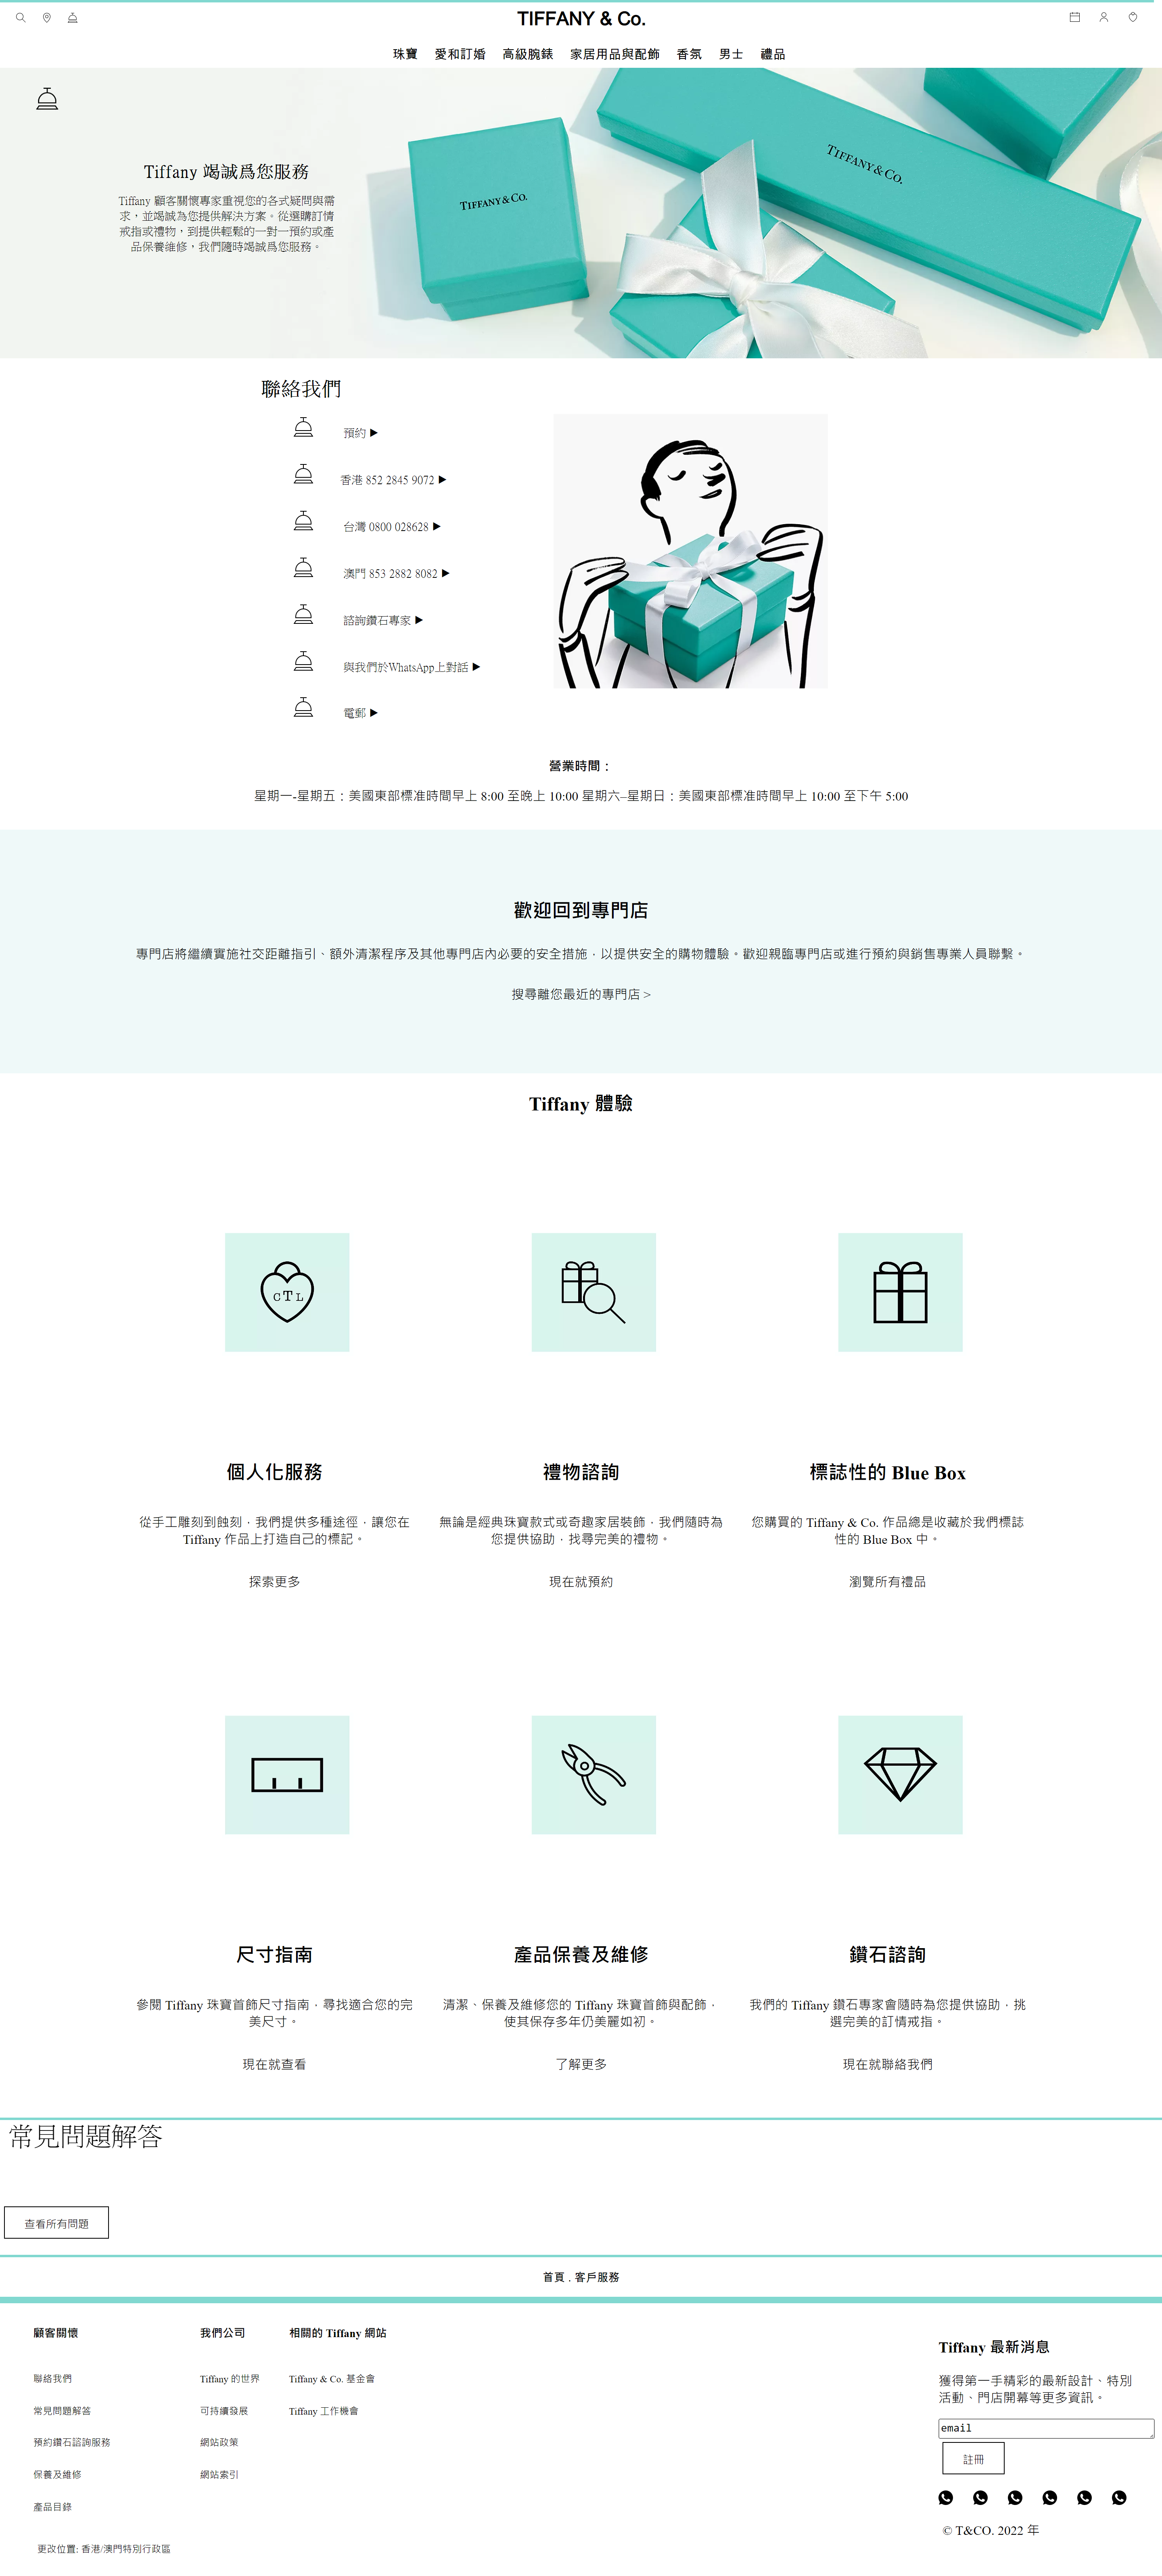 TIFFANY & Co.
珠寶 愛和訂婚 高級腕錶 家居用品與配飾 香氛 男士 禮品
Tiffany 竭誠爲您服務
Tiffany 顧客關懷專家重視您的各式疑問與需
求，並竭誠為您提供解決方案。從選購訂情
戒指或禮物，到提供輕鬆的一對一預約或產
品保養維修，我們隨時竭誠爲您服務。
TIFFANY & CO.
TIFFANY & CO.
聯絡我們
預約 ▶
香港 852 2845 9072 ▶
台灣 0800 028628 ▶
澳門 853 2882 8082 ▶
諮詢鑽石專家 ▶
與我們於WhatsApp上對話 ▶
電郵 ▶
營業時間：
星期一-星期五：美國東部標准時間早上 8:00 至晚上 10:00 星期六–星期日：美國東部標准時間早上 10:00 至下午 5:00
歡迎回到專門店
專門店將繼續實施社交距離指引、額外清潔程序及其他專門店內必要的安全措施，以提供安全的購物體驗。歡迎親臨專門店或進行預約與銷售專業人員聯繫。
搜尋離您最近的專門店 >
Tiffany 體驗
CTL
個人化服務
從手工雕刻到蝕刻，我們提供多種途徑，讓您在
Tiffany 作品上打造自己的標記。
探索更多
禮物諮詢
無論是經典珠寶款式或奇趣家居裝飾，我們隨時為
您提供協助，找尋完美的禮物。
現在就預約
標誌性的 Blue Box
您購買的 Tiffany & Co. 作品總是收藏於我們標誌
性的 Blue Box 中。
瀏覽所有禮品
尺寸指南
參閱 Tiffany 珠寶首飾尺寸指南，尋找適合您的完
美尺寸。
現在就查看
產品保養及維修
清潔、保養及維修您的 Tiffany 珠寶首飾與配飾，
使其保存多年仍美麗如初。
了解更多
鑽石諮詢
我們的 Tiffany 鑽石專家會隨時為您提供協助，挑
選完美的訂情戒指。
現在就聯絡我們
常見問題解答
查看所有問題
首頁 . 客戶服務
顧客關懷
聯絡我們
常見問題解答
預約鑽石諮詢服務
保養及維修
產品目錄
更改位置: 香港/澳門特別行政區
我們公司
Tiffany 的世界
可持續發展
網站政策
網站索引
相關的 Tiffany 網站
Tiffany & Co. 基金會
Tiffany 工作機會
Tiffany 最新消息
獲得第一手精彩的最新設計、特別
活動、門店開幕等更多資訊。
email
註冊
© T&CO. 2022 年